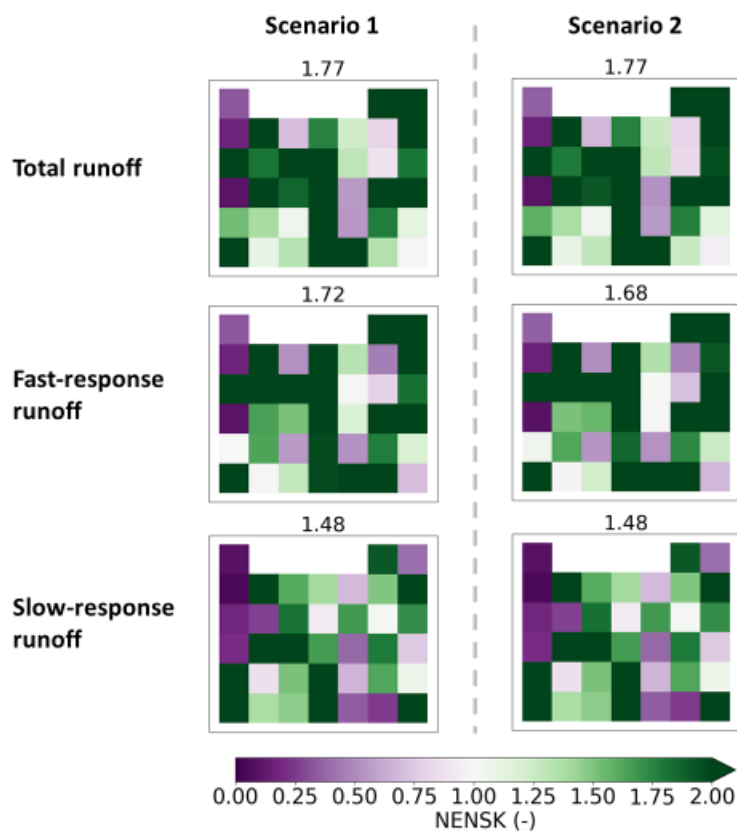 Scenario 1
Scenario 2
1.77
1.77
Total runoff
1.72
1.68
Fast-response
runoff
1.48
1.48
Slow-response
runoff
0.00 0.25 0.50 0.75 1.00 1.25 1.50 1.75 2.00
NENSK (-)